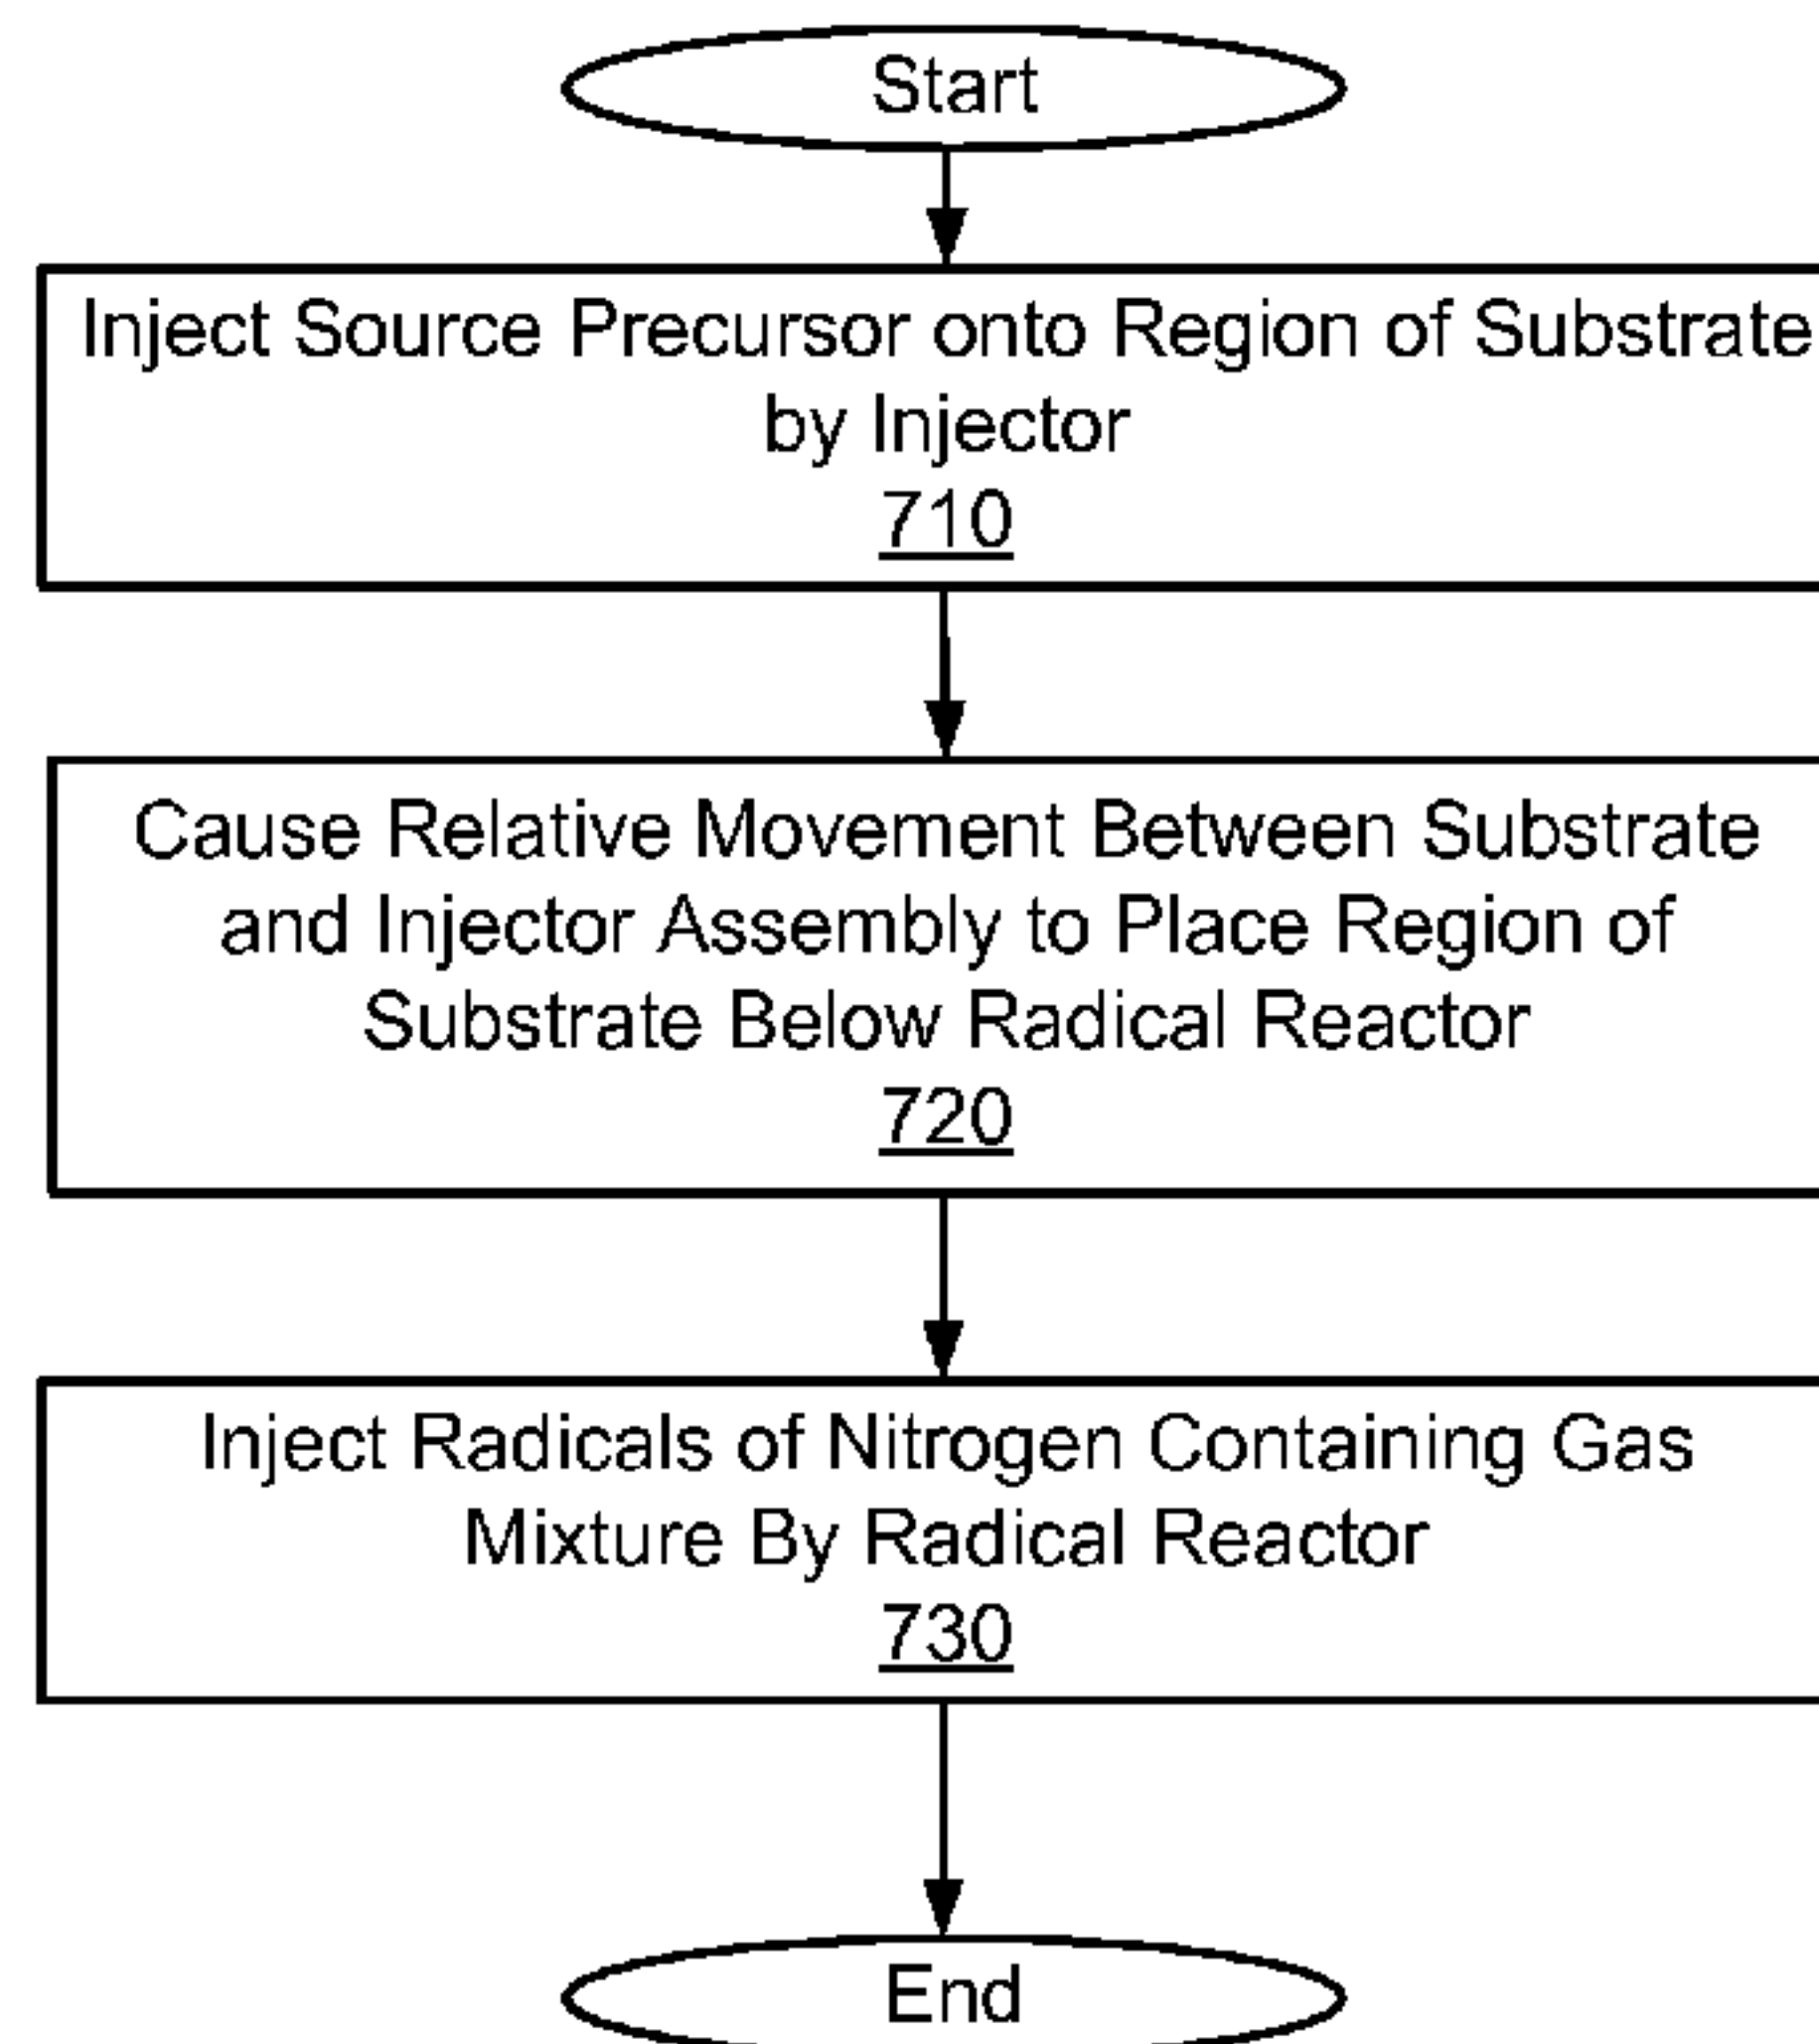 Start
Inject Source Precursor onto Region of Substrate
by Injector
710
Cause Relative Movement Between Substrate
and Injector Assembly to Place Region of
Substrate Below Radical Reactor
720
Inject Radicals of Nitrogen Containing Gas
Mixture By Radical Reactor
730
End